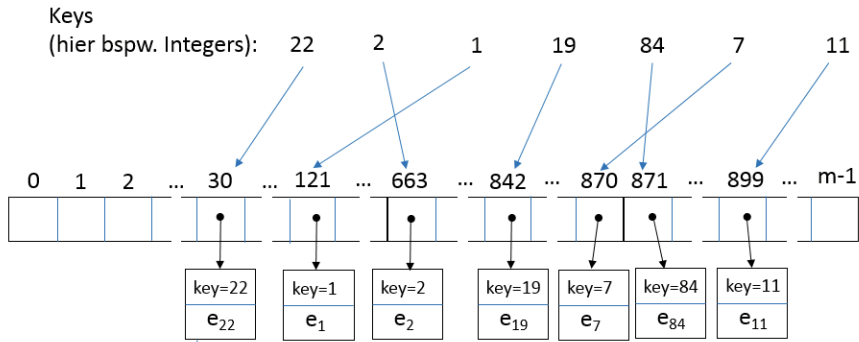 Keys
(hier bspw. Integers): 22 2 1 19 84 7 11
0 1 2 ... 30 ... 121 ... 663 ... 842 ... 870 871 ... 899 ... m-1
key=22 key=1 key=2 key=19 key=7 key=84 key=11
e₂₂ e₁ e₂ e₁₉ e₇ e₈₄ e₁₁